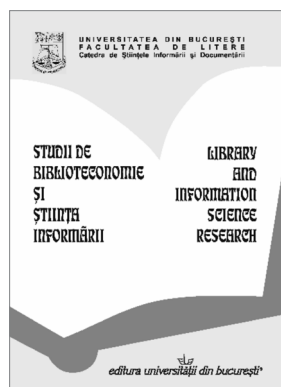 UNIVERSITATEA DIN BUCUREŞTI
FACULTATEA DE LITERE
Catedra de Ştiinţele Informării şi Documentării
STUDII DE
BIBLIOTECONOMIE
ŞI
ŞTIINŢA
INFORMĂRII
LIBRARY
AND
INFORMATION
SCIENCE
RESEARCH
editura universităţii din bucureşti®